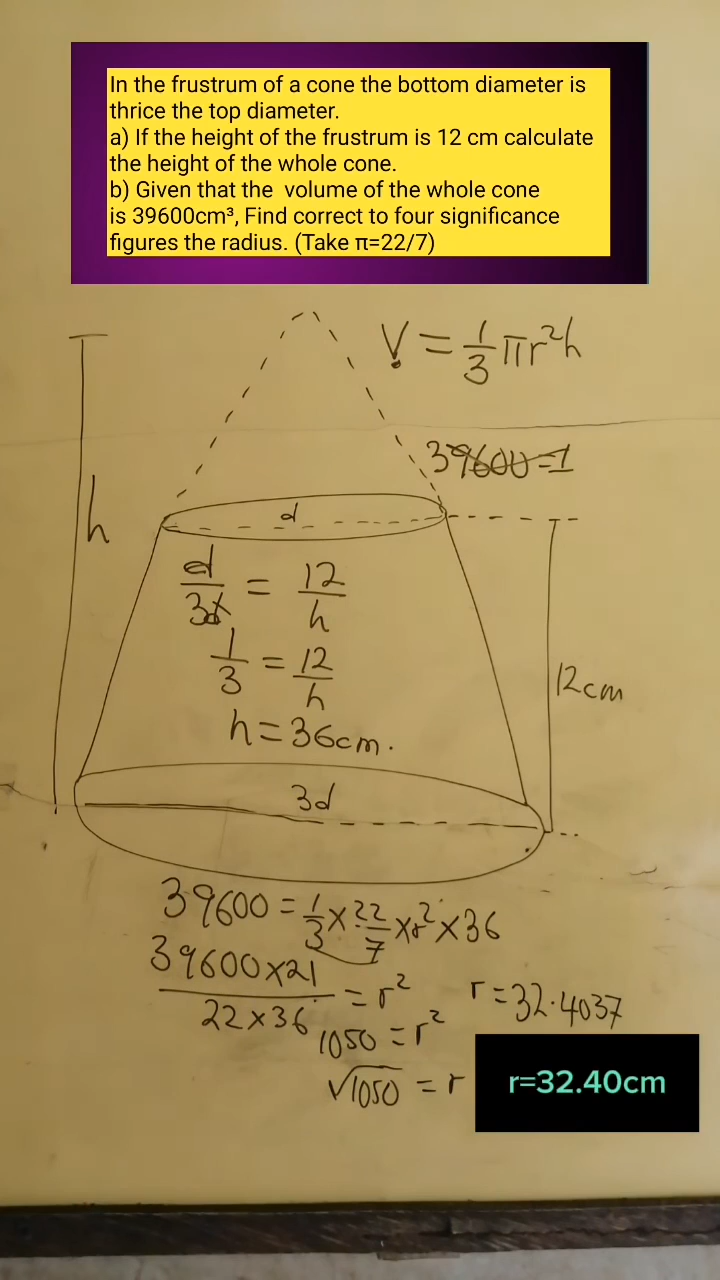 In the frustrum of a cone the bottom diameter is
thrice the top diameter.
a) If the height of the frustrum is 12 cm calculate
the height of the whole cone.
b) Given that the volume of the whole cone
is 39600cm³, Find correct to four significance
figures the radius. (Take π=22/7)
V = 1/3 πr²h
39600=1
d
h
d/3d = 12/h
1/3 = 12/h
12cm
h=36cm.
3d
39600 = 1/3 × 22/7 × r² × 36
39600×21/22×36 = r²
r=32.4037
1050 = r²
√1050 = r
r=32.40cm